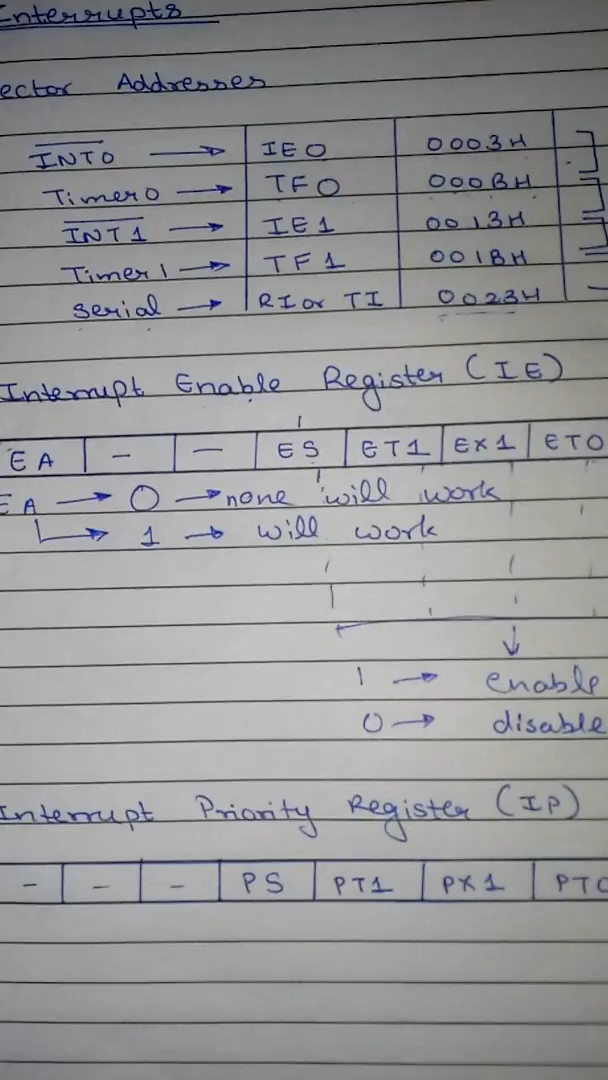 Interrupts
ector Addresses
INT0 → IE0 0003H
Timer0 → TF0 000BH
INT1 → IE1 0013H
Timer1 → TF1 001BH
serial → RI or TI 0023H
Interrupt Enable Register (IE)
EA - - ES ET1 EX1 ET0
EA → 0 → none will work
→ 1 → will work
1 → enable
0 → disable
Interrupt Priority Register (IP)
- - - PS PT1 PX1 PT0